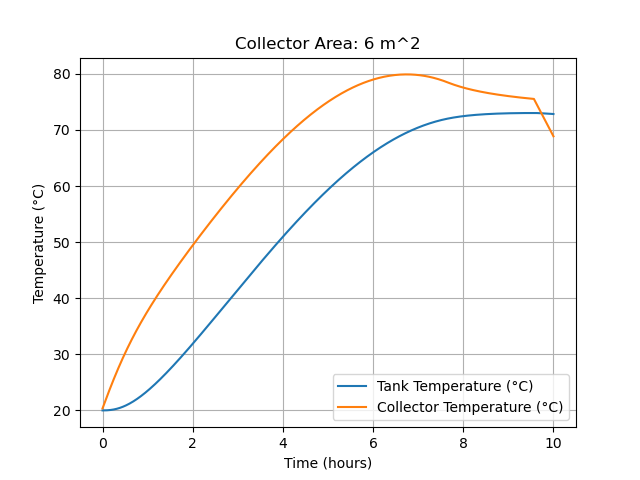 Collector Area: 6 m^2
80
70
60
50
40
30
20
Temperature (°C)
0 2 4 6 8 10
Time (hours)
Tank Temperature (°C)
Collector Temperature (°C)